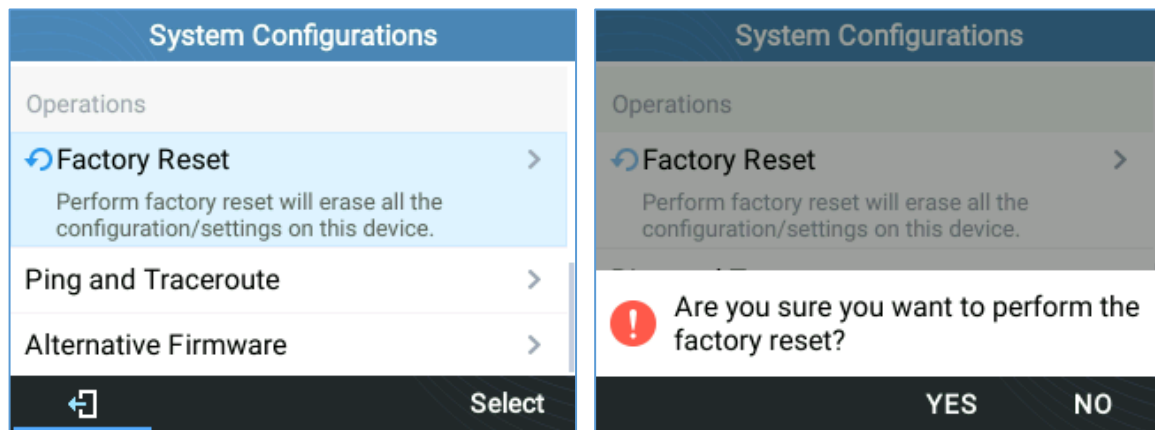 System Configurations
Operations
Factory Reset
Perform factory reset will erase all the
configuration/settings on this device.
Ping and Traceroute
Alternative Firmware
Select
System Configurations
Operations
Factory Reset
Perform factory reset will erase all the
configuration/settings on this device.
Are you sure you want to perform the
factory reset?
YES NO